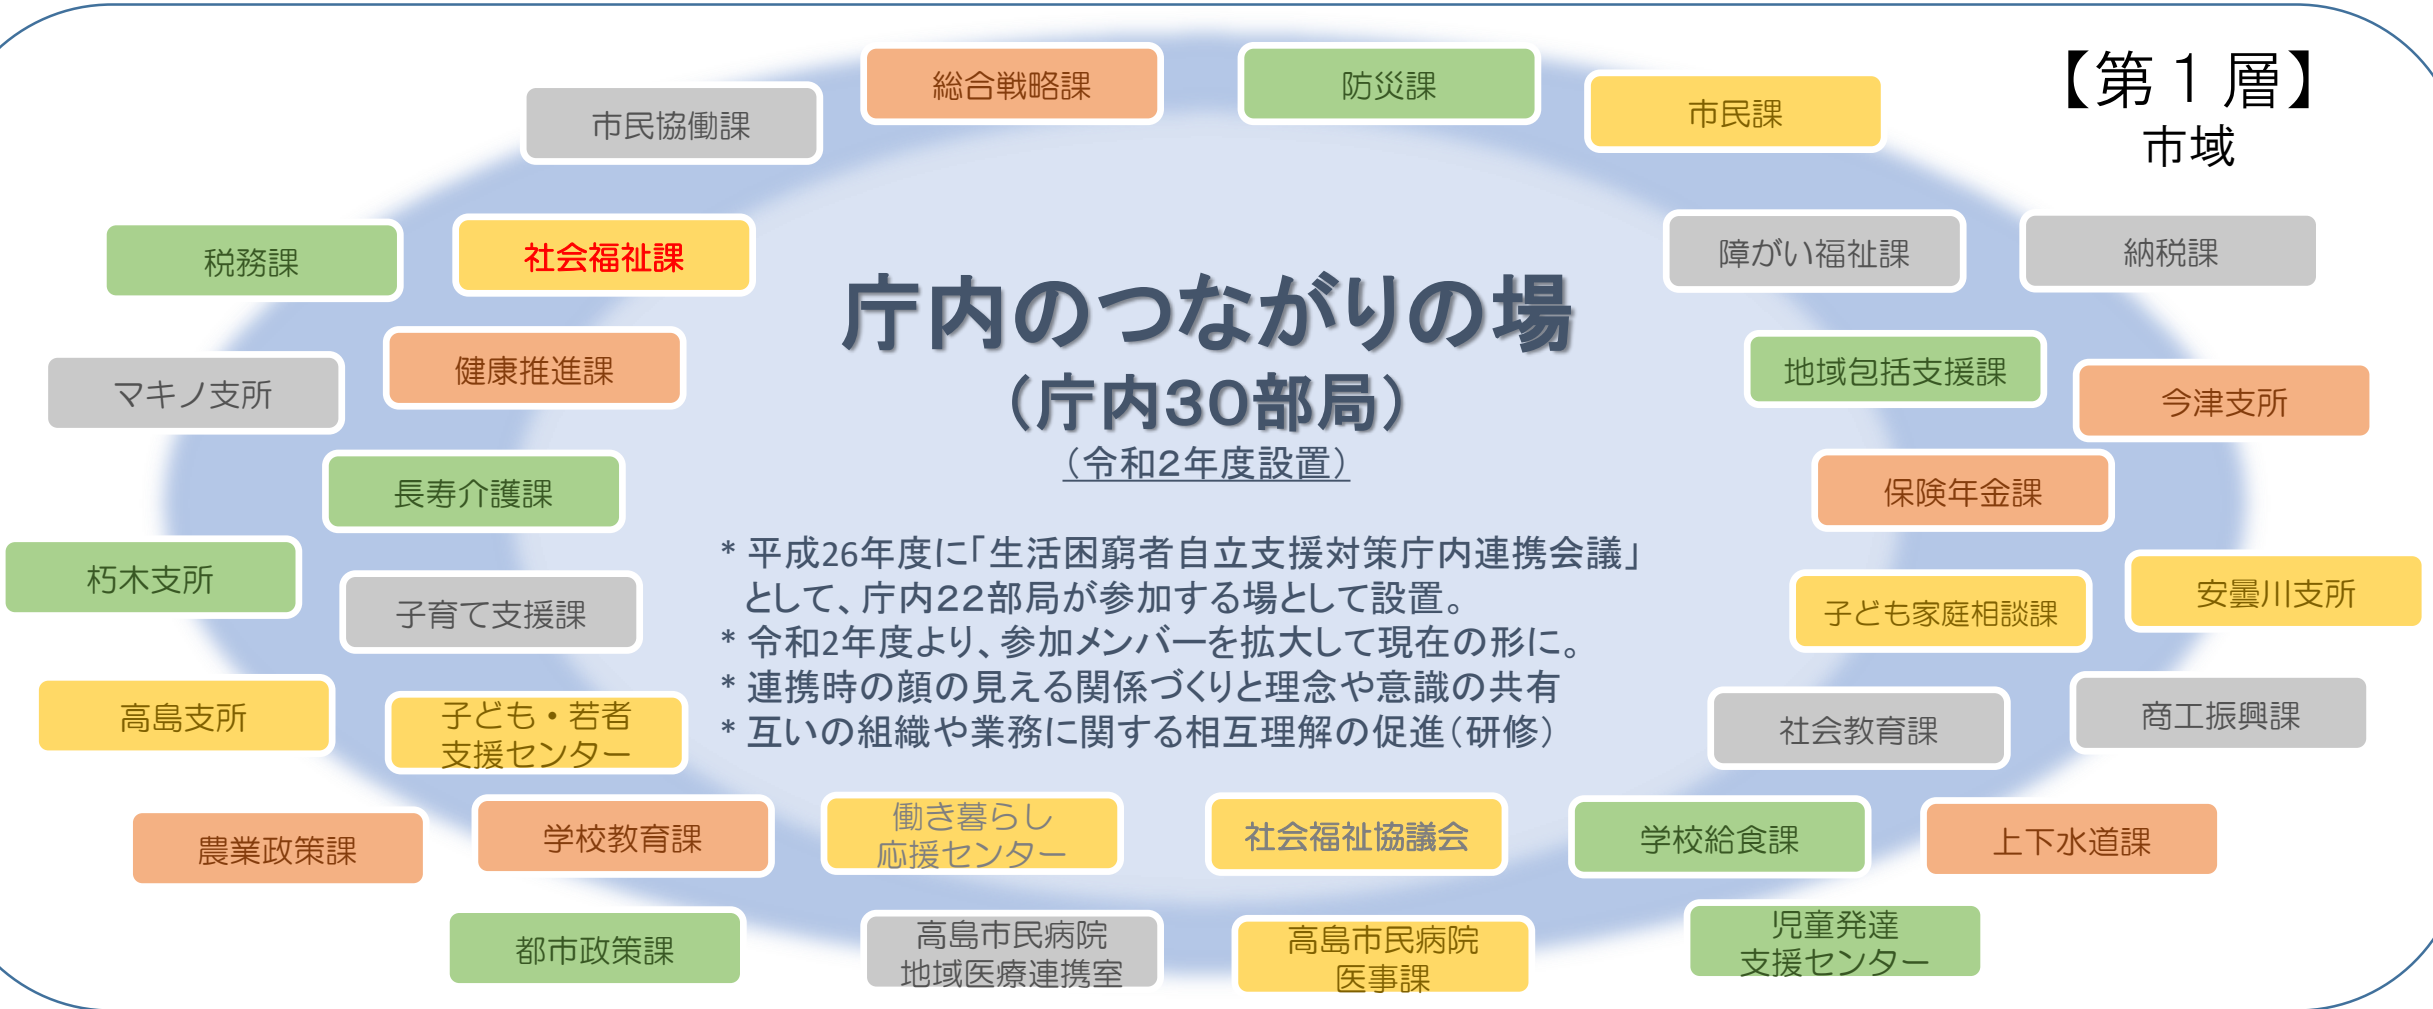 【第１層】
市域
総合戦略課
防災課
市民課
市民協働課
税務課
社会福祉課
障がい福祉課
納税課
庁内のつながりの場
（庁内30部局）
（令和2年度設置）
マキノ支所
健康推進課
地域包括支援課
今津支所
長寿介護課
保険年金課
朽木支所
子育て支援課
子ども家庭相談課
安曇川支所
* 平成26年度に「生活困窮者自立支援対策庁内連携会議」
として、庁内22部局が参加する場として設置。
* 令和2年度より、参加メンバーを拡大して現在の形に。
* 連携時の顔の見える関係づくりと理念や意識の共有
* 互いの組織や業務に関する相互理解の促進（研修）
高島支所
子ども・若者
支援センター
社会教育課
商工振興課
農業政策課
学校教育課
働き暮らし
応援センター
社会福祉協議会
学校給食課
上下水道課
都市政策課
高島市民病院
地域医療連携室
高島市民病院
医事課
児童発達
支援センター